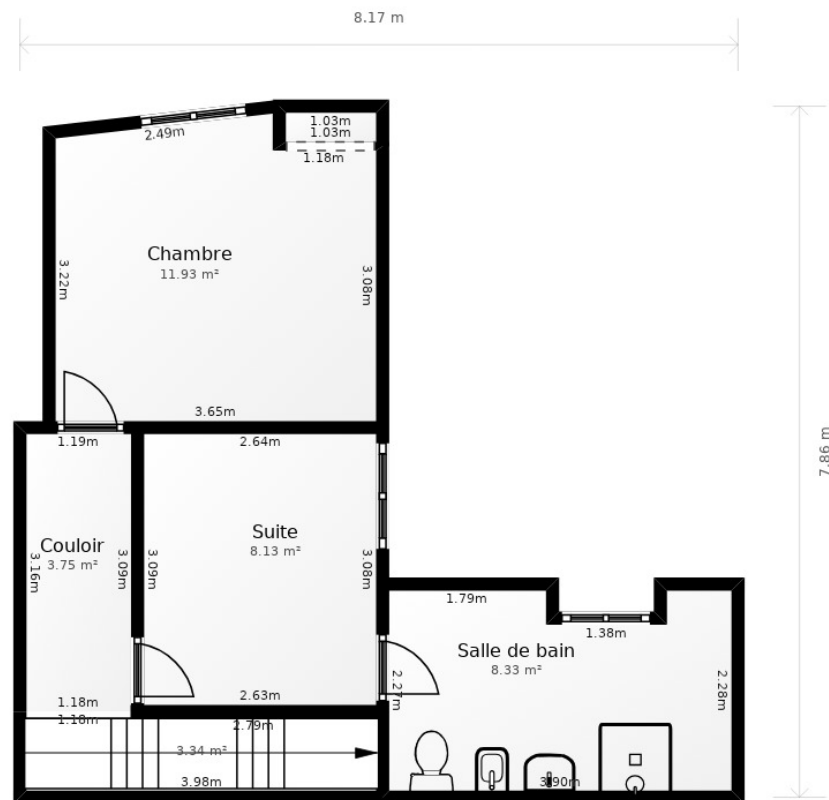 8.17 m
1.03m
1.03m
2.49m
1.18m
Chambre
11.93 m²
3.22m
3.08m
7.86 m
3.65m
1.19m
2.64m
Suite
8.13 m²
Couloir
3.75 m²
3.16m
3.09m
3.09m
3.08m
1.79m
1.38m
Salle de bain
8.33 m²
2.27m
2.28m
1.18m
2.63m
1.18m
2.79m
3.34 m²
3.98m
3.90m